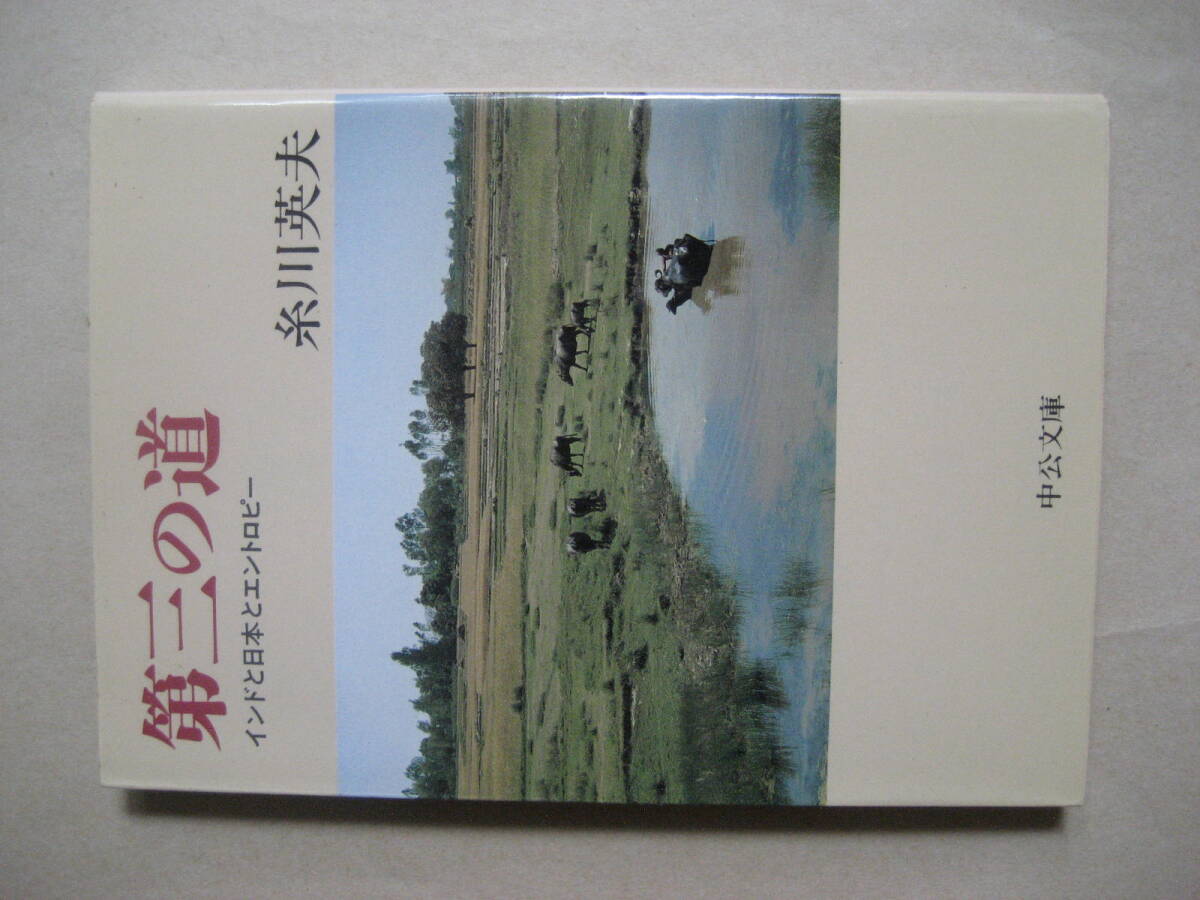 第三の道
インドと日本とエントロピー
糸川英夫
中公文庫